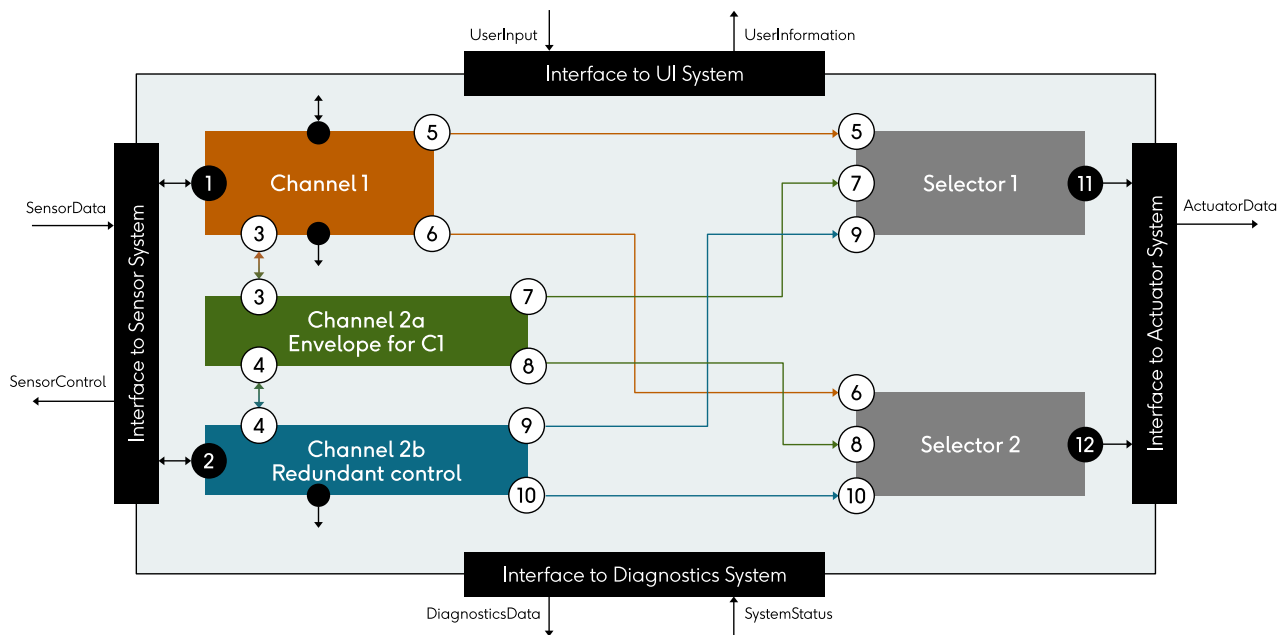 UserInput
UserInformation
Interface to UI System
5
5
Channel 1
1
Selector 1
7
11
SensorData
ActuatorData
3
6
9
3
7
Channel 2a
Envelope for C1
4
8
Interface to Sensor System
Interface to Actuator System
SensorControl
6
4
9
Channel 2b
Redundant control
2
8
Selector 2
12
10
10
Interface to Diagnostics System
DiagnosticsData
SystemStatus